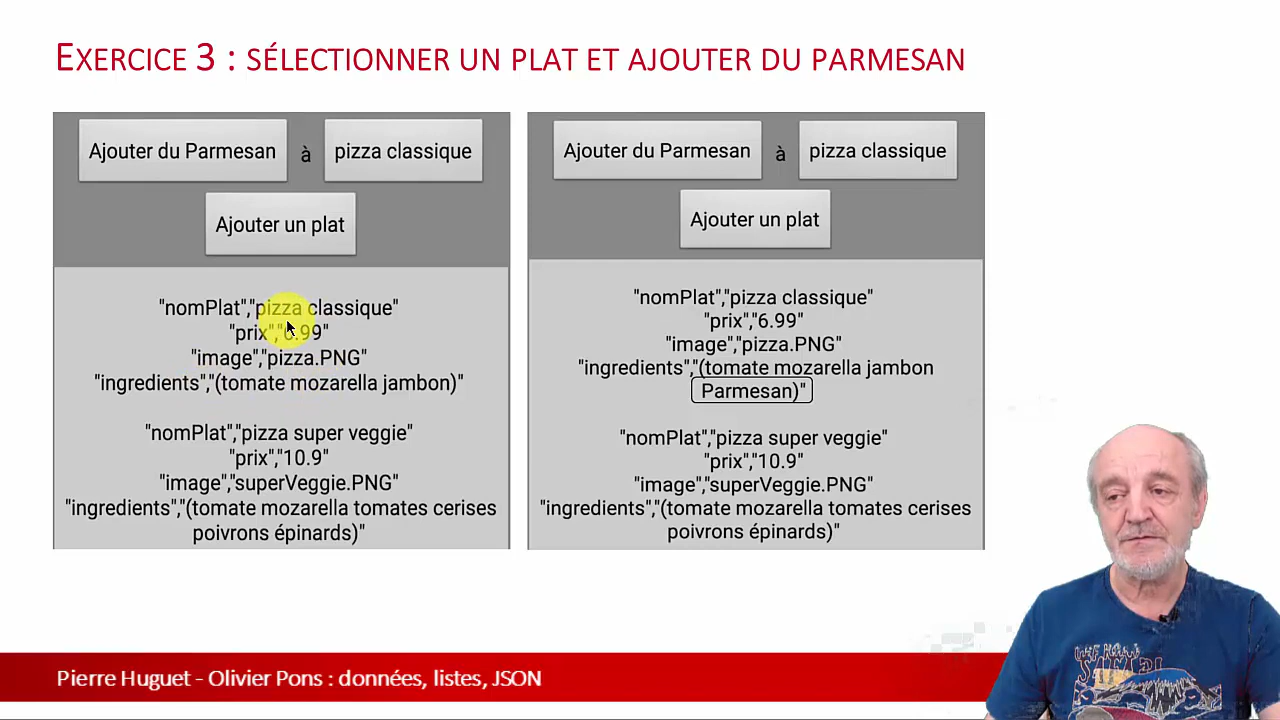 EXERCICE 3 : SÉLECTIONNER UN PLAT ET AJOUTER DU PARMESAN
Ajouter du Parmesan à pizza classique
Ajouter un plat
"nomPlat","pizza classique"
"prix","6.99"
"image","pizza.PNG"
"ingredients","(tomate mozarella jambon)"
"nomPlat","pizza super veggie"
"prix","10.9"
"image","superVeggie.PNG"
"ingredients","(tomate mozarella tomates cerises
poivrons épinards)"
Ajouter du Parmesan à pizza classique
Ajouter un plat
"nomPlat","pizza classique"
"prix","6.99"
"image","pizza.PNG"
"ingredients","(tomate mozarella jambon
Parmesan)"
"nomPlat","pizza super veggie"
"prix","10.9"
"image","superVeggie.PNG"
"ingredients","(tomate mozarella tomates cerises
poivrons épinards)"
Pierre Huguet - Olivier Pons : données, listes, JSON